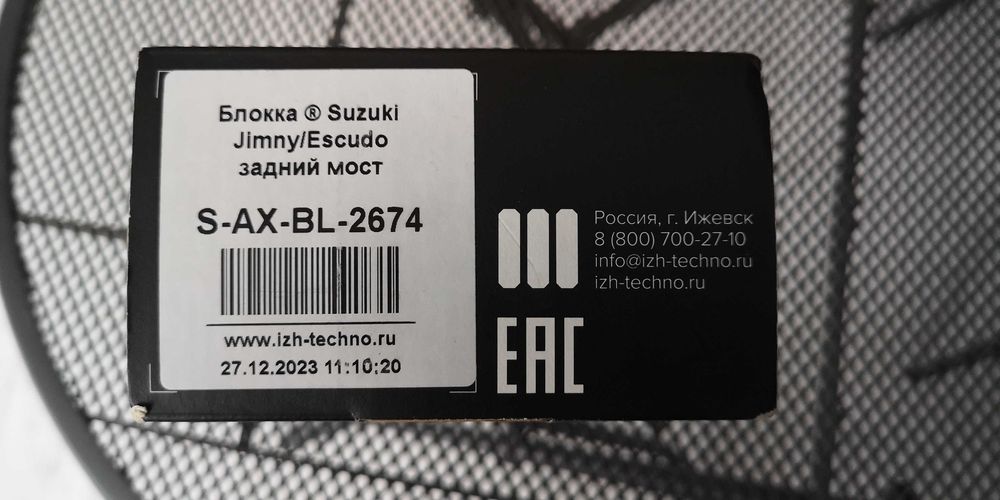 Блокка ® Suzuki
Jimny/Escudo
задний мост
S-AX-BL-2674
www.izh-techno.ru
27.12.2023 11:10:20
Россия, г. Ижевск
8 (800) 700-27-10
info@izh-techno.ru
izh-techno.ru
EAC